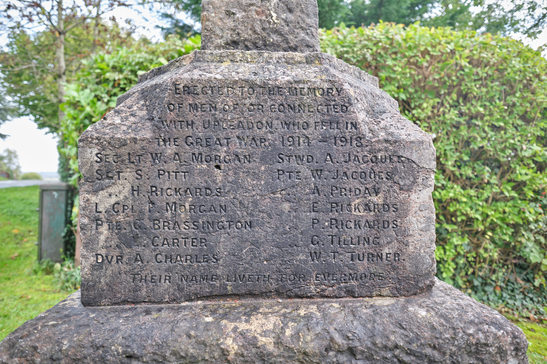 ERECTED TO THE MEMORY
OF MEN OF OR CONNECTED
WITH UPLEADON WHO FELL IN
THE GREAT WAR. 1914-1918.
SEC. LT W. A. MORGAN. STWD. A. JACQUES
SGT. S. PITT PTE. W. JACQUES
H. RICKARDS A. PRIDAY
L. CPL. P. MORGAN E. RICKARDS
PTE. G. BRASSINGTON P. RICKARDS
J. CARTER G. TILLING
DVR. A. CHARLES W. T. TURNER.
THEIR NAME LIVETH FOR EVERMORE